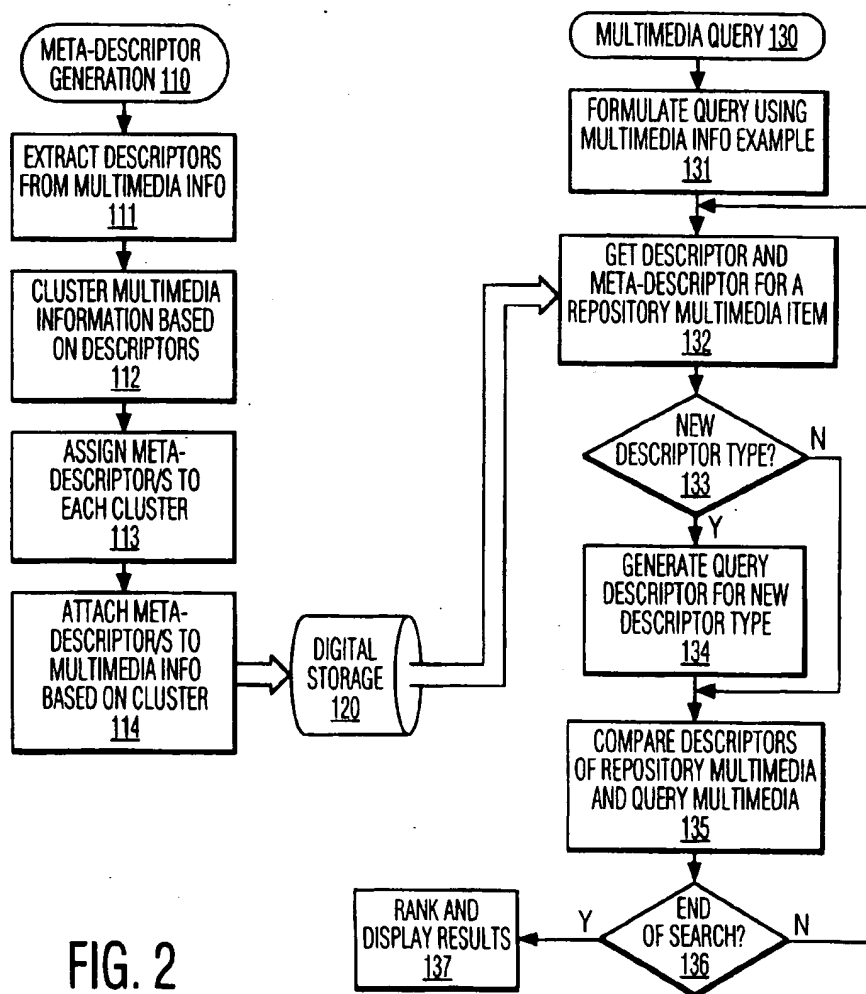 META-DESCRIPTOR
GENERATION 110
EXTRACT DESCRIPTORS
FROM MULTIMEDIA INFO
111
CLUSTER MULTIMEDIA
INFORMATION BASED
ON DESCRIPTORS
112
ASSIGN META-
DESCRIPTOR/S TO
EACH CLUSTER
113
ATTACH META-
DESCRIPTOR/S TO
MULTIMEDIA INFO
BASED ON CLUSTER
114
DIGITAL
STORAGE
120
MULTIMEDIA QUERY 130
FORMULATE QUERY USING
MULTIMEDIA INFO EXAMPLE
131
GET DESCRIPTOR AND
META-DESCRIPTOR FOR A
REPOSITORY MULTIMEDIA ITEM
132
NEW
DESCRIPTOR TYPE?
133
N
Y
GENERATE QUERY
DESCRIPTOR FOR NEW
DESCRIPTOR TYPE
134
COMPARE DESCRIPTORS
OF REPOSITORY MULTIMEDIA
AND QUERY MULTIMEDIA
135
END
OF SEARCH?
136
Y
N
RANK AND
DISPLAY RESULTS
137
FIG. 2